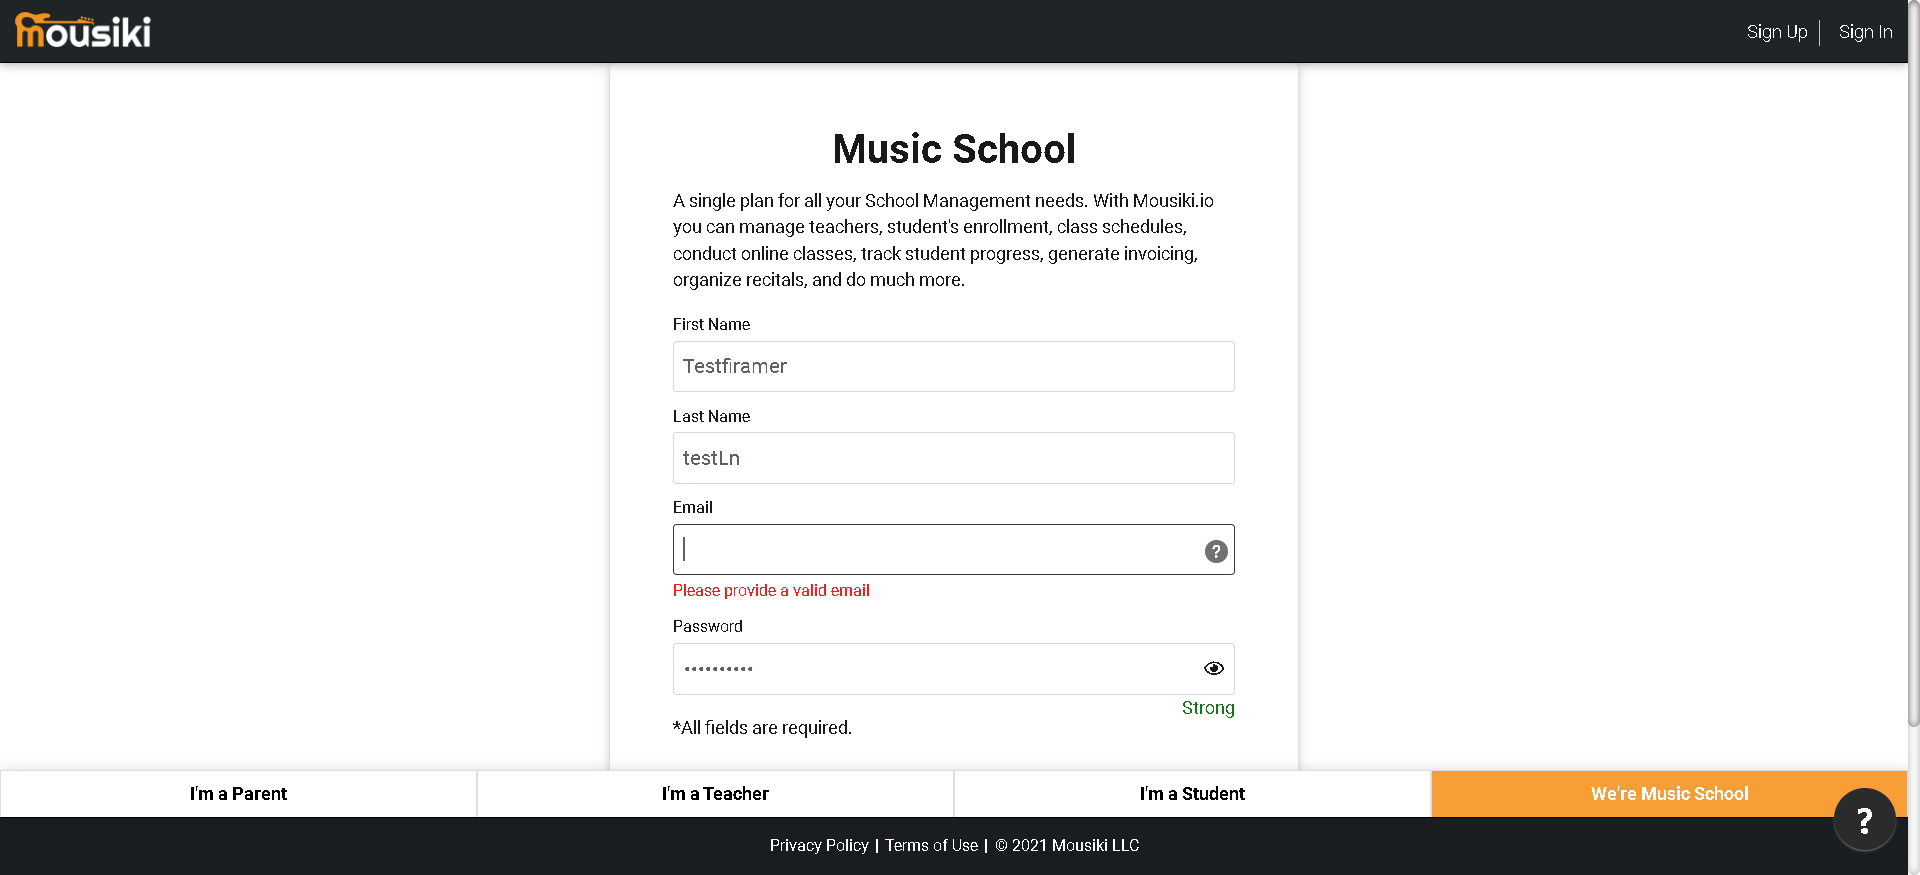 mousiki
Sign Up
Sign In
Music School
A single plan for all your School Management needs. With Mousiki.io
you can manage teachers, student's enrollment, class schedules,
conduct online classes, track student progress, generate invoicing,
organize recitals, and do much more.
First Name
Testfiramer
Last Name
testLn
Email
?
Please provide a valid email
Password
••••••••••
Strong
*All fields are required.
I'm a Parent
I'm a Teacher
I'm a Student
We're Music School
?
Privacy Policy | Terms of Use | © 2021 Mousiki LLC